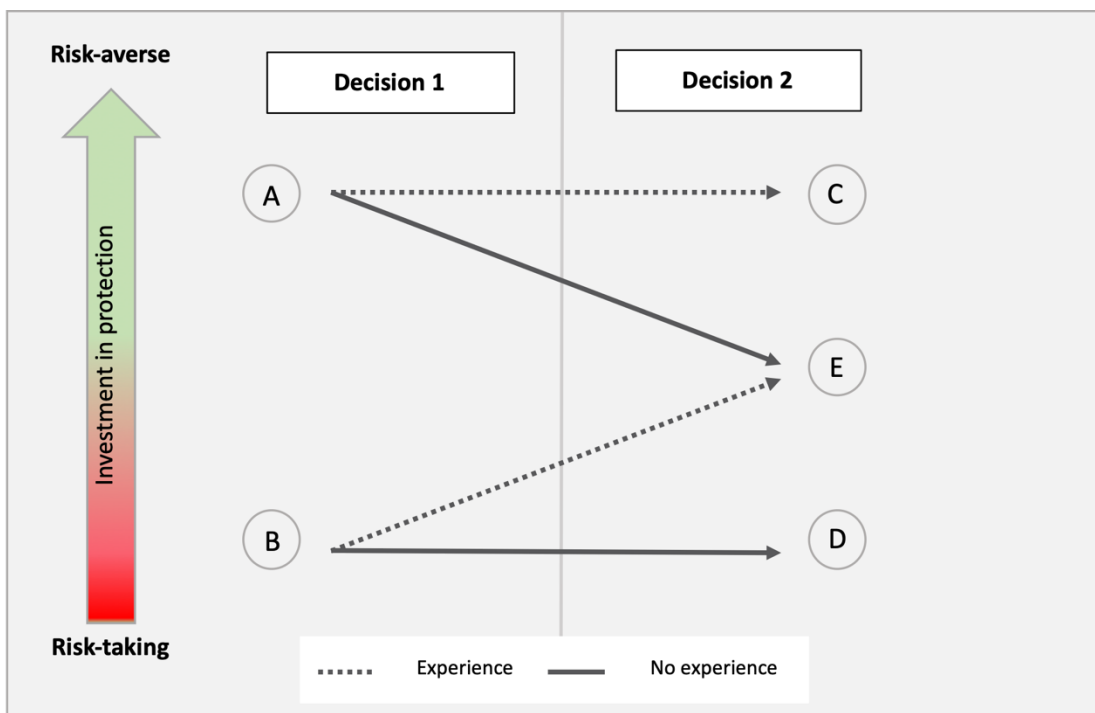 Risk-averse
Decision 1
Decision 2
Investment in protection
A
C
E
B
D
Risk-taking
Experience
No experience